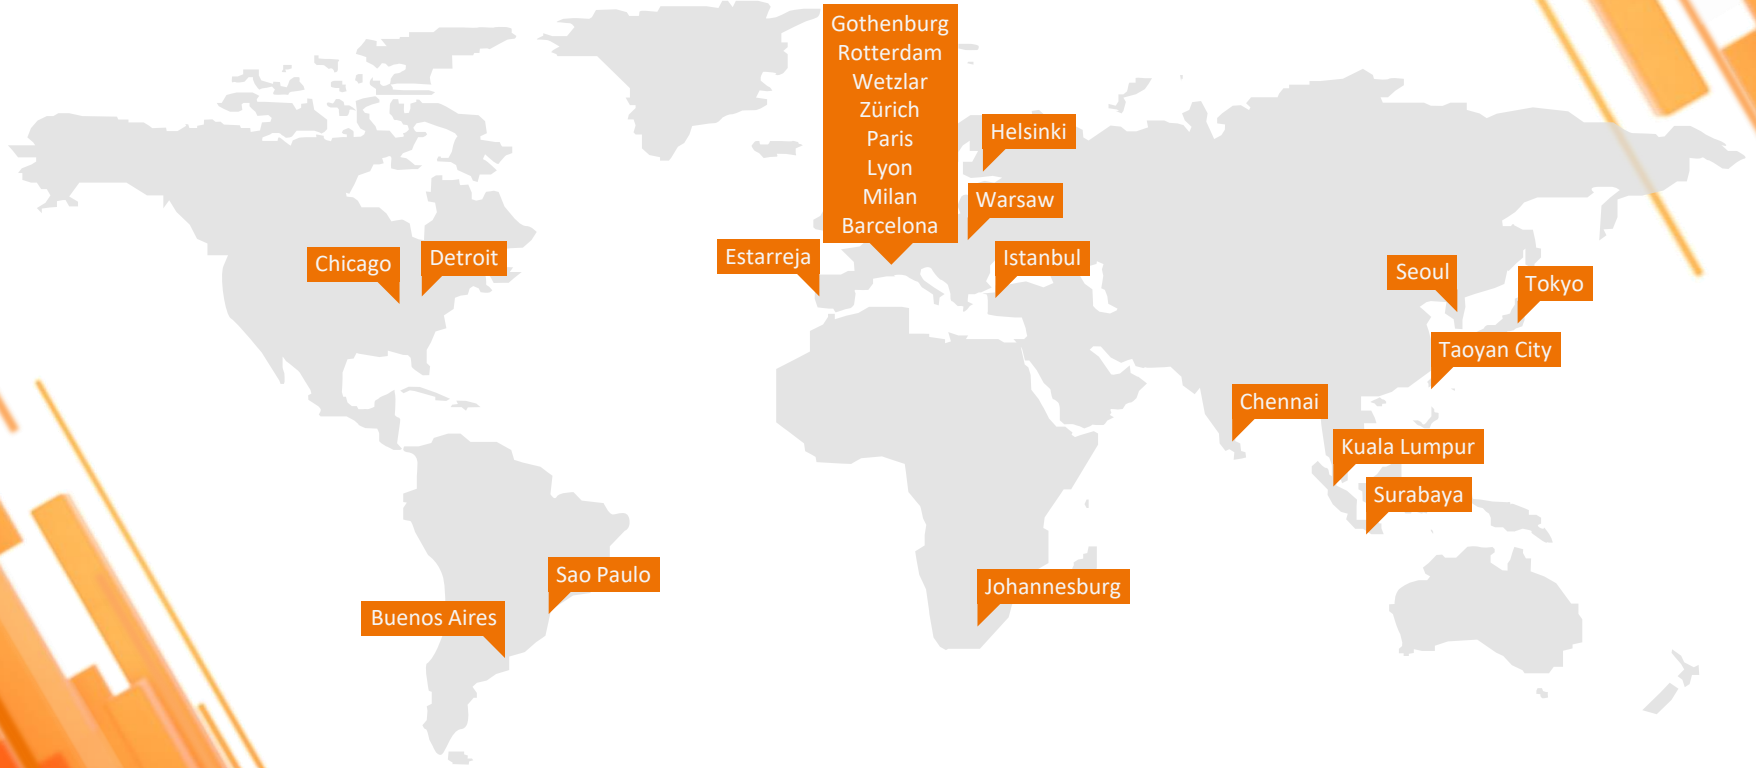 Gothenburg
Rotterdam
Wetzlar
Zürich
Paris
Lyon
Milan
Barcelona
Helsinki
Warsaw
Estarreja
Istanbul
Chicago
Detroit
Seoul
Tokyo
Taoyan City
Chennai
Kuala Lumpur
Surabaya
Sao Paulo
Johannesburg
Buenos Aires